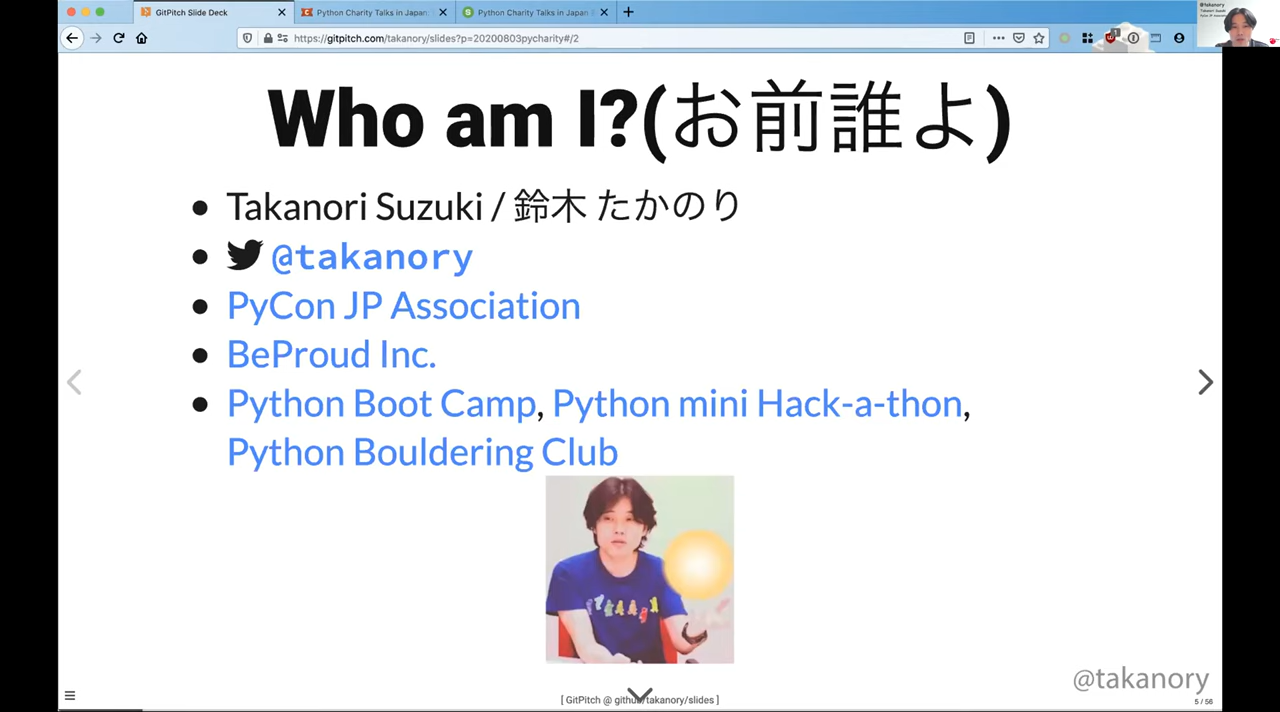 GitPitch Slide Deck
Python Charity Talks in Japan
Python Charity Talks in Japan
https://gitpitch.com/takanory/slides?p=20200803pycharity#/2
@takanory
Takanori Suzuki
Who am I?(お前誰よ)
Takanori Suzuki / 鈴木 たかのり
@takanory
PyCon JP Association
BeProud Inc.
Python Boot Camp, Python mini Hack-a-thon,
Python Bouldering Club
@takanory
[ GitPitch @ github/takanory/slides ]
5 / 56